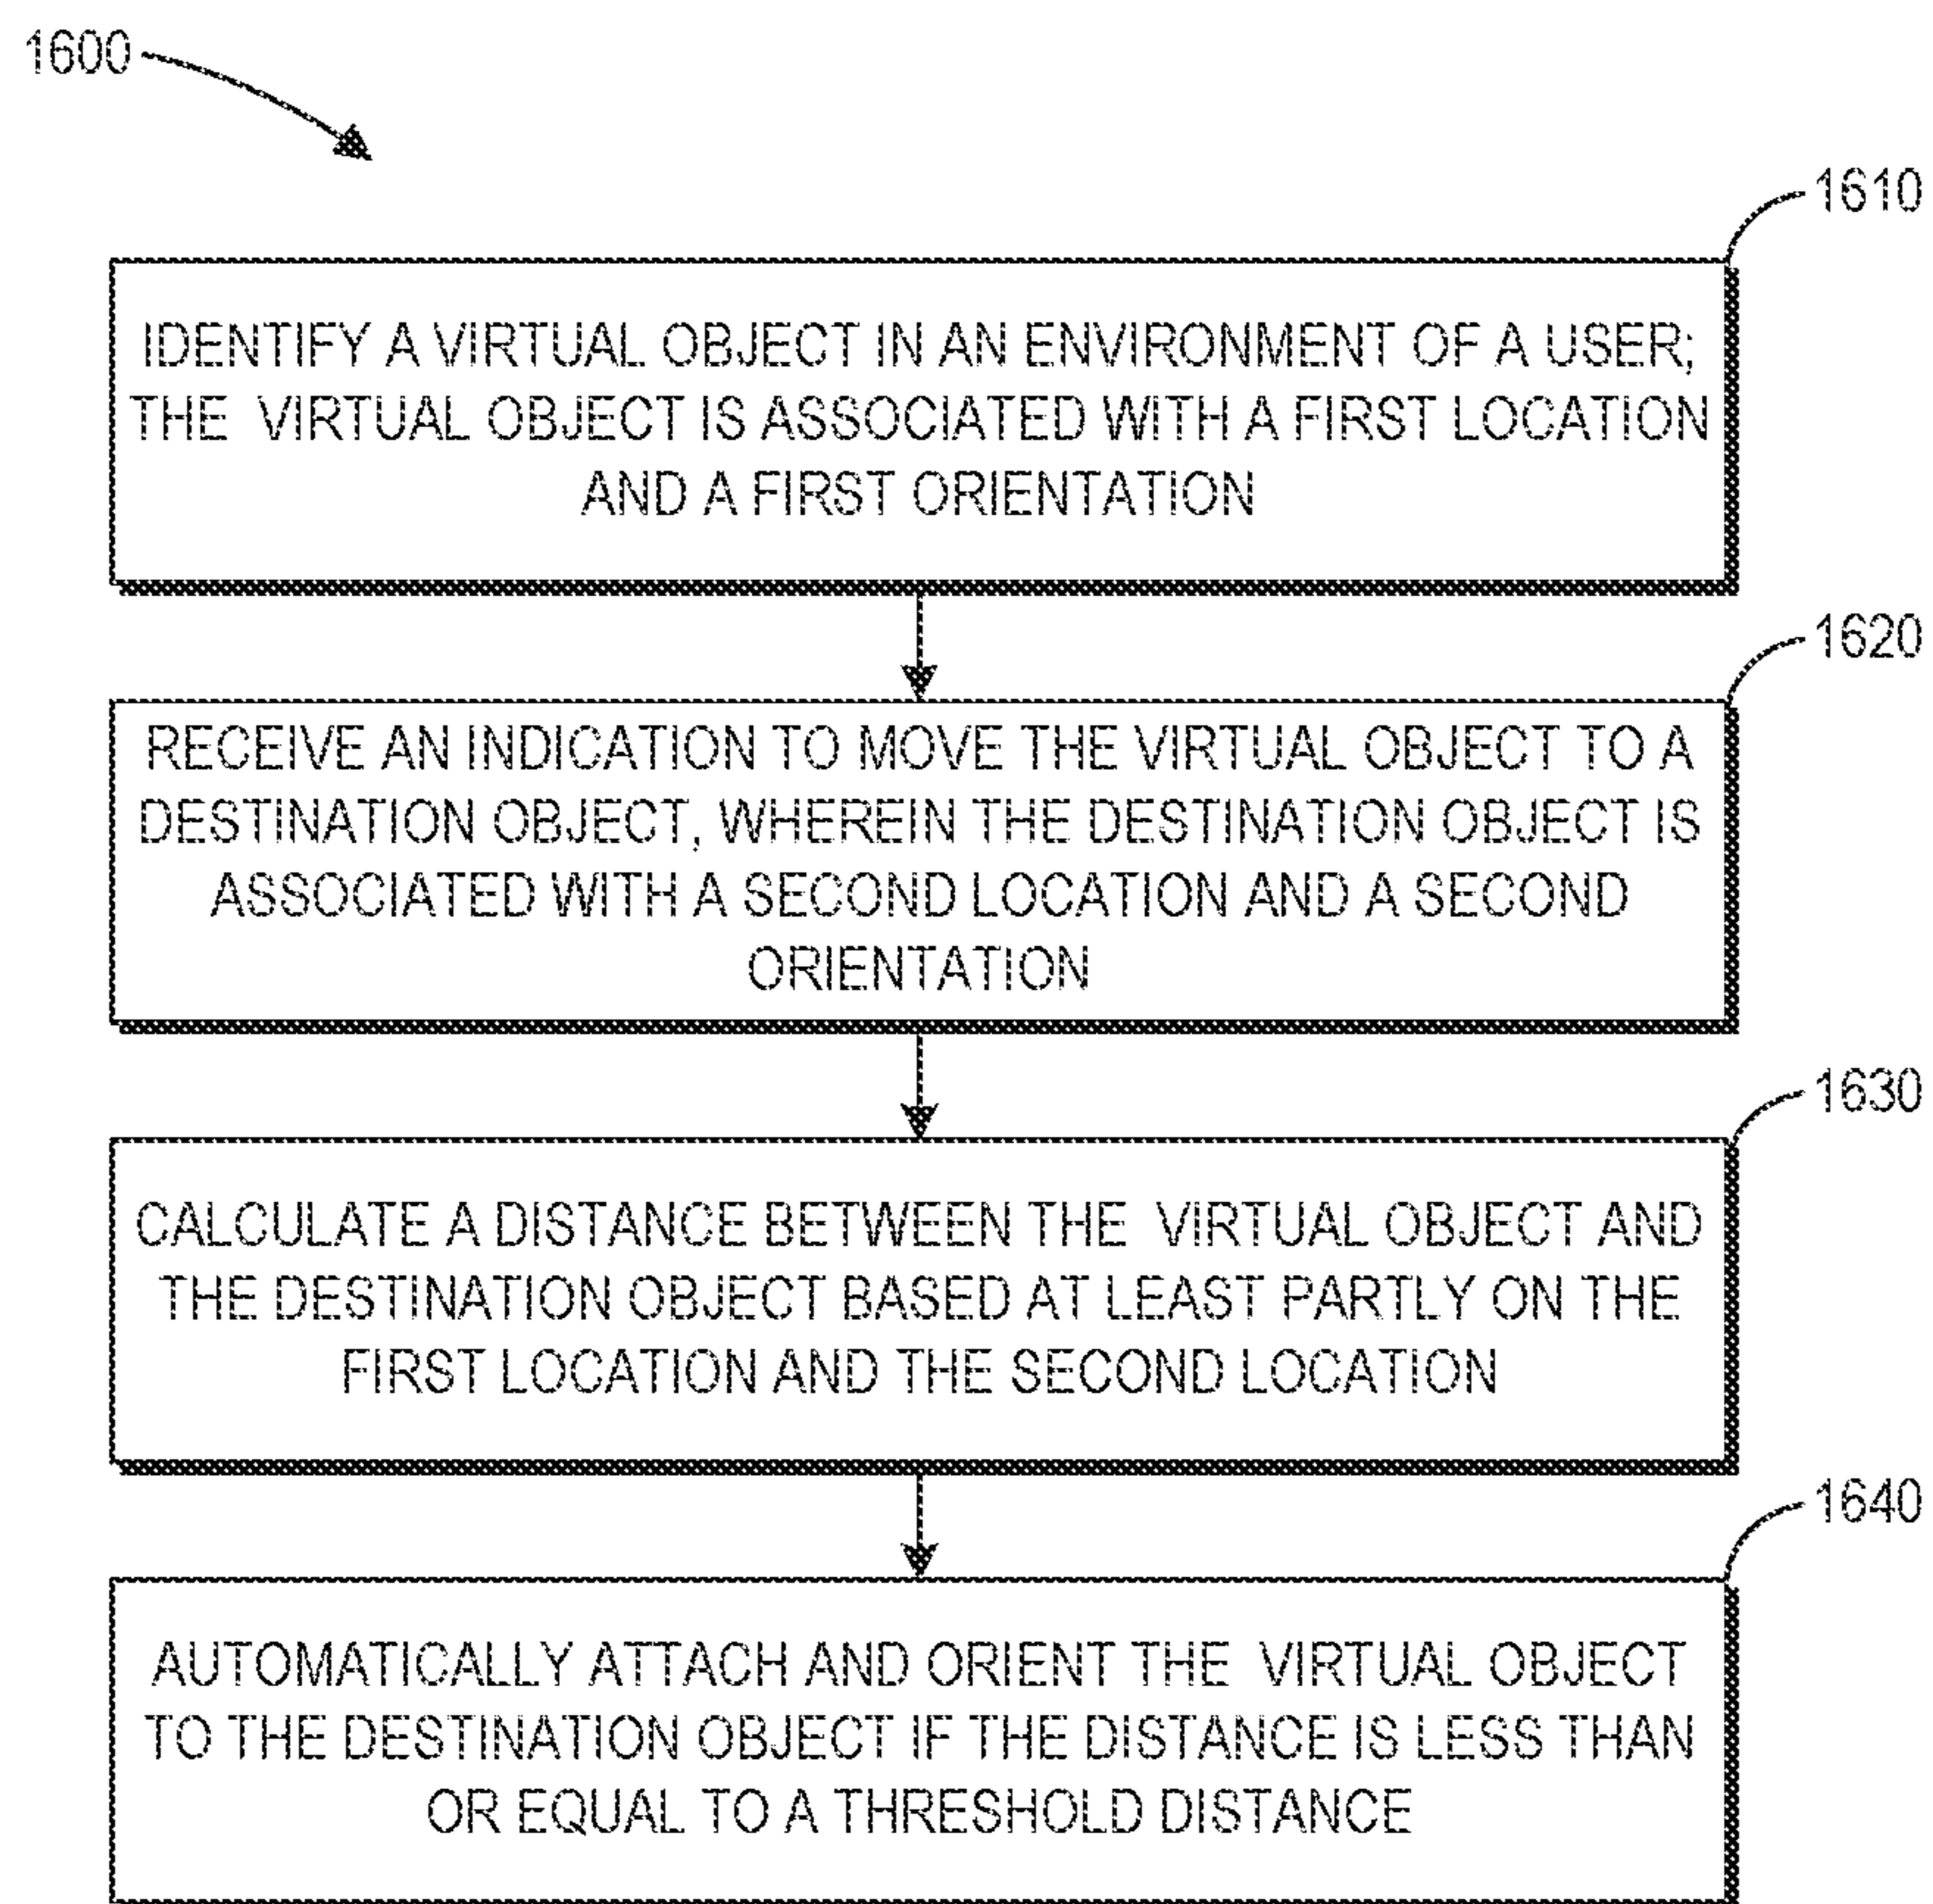 1600
1610
IDENTIFY A VIRTUAL OBJECT IN AN ENVIRONMENT OF A USER;
THE VIRTUAL OBJECT IS ASSOCIATED WITH A FIRST LOCATION
AND A FIRST ORIENTATION
1620
RECEIVE AN INDICATION TO MOVE THE VIRTUAL OBJECT TO A
DESTINATION OBJECT, WHEREIN THE DESTINATION OBJECT IS
ASSOCIATED WITH A SECOND LOCATION AND A SECOND
ORIENTATION
1630
CALCULATE A DISTANCE BETWEEN THE VIRTUAL OBJECT AND
THE DESTINATION OBJECT BASED AT LEAST PARTLY ON THE
FIRST LOCATION AND THE SECOND LOCATION
1640
AUTOMATICALLY ATTACH AND ORIENT THE VIRTUAL OBJECT
TO THE DESTINATION OBJECT IF THE DISTANCE IS LESS THAN
OR EQUAL TO A THRESHOLD DISTANCE